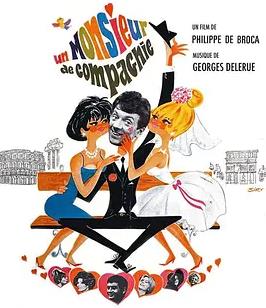 un Monsieur
de compagnie
UN FILM DE
PHILIPPE DE BROCA
MUSIQUE DE
GEORGES DELERUE